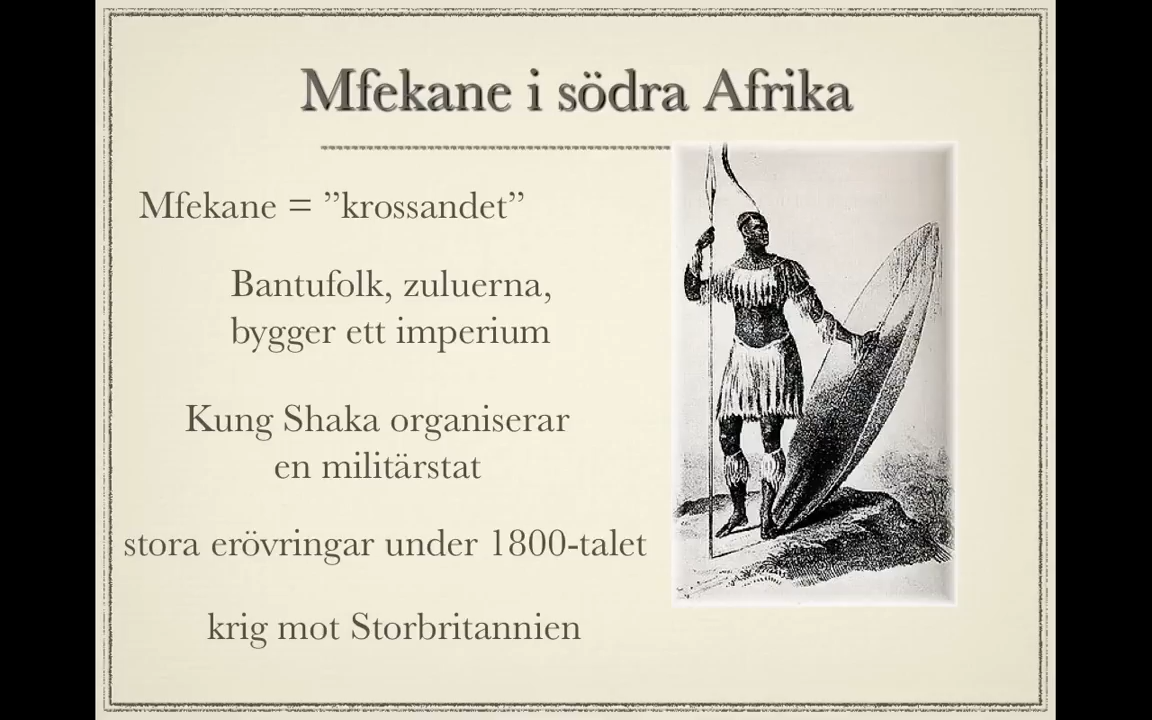 Mfekane i södra Afrika
Mfekane = ”krossandet”
Bantufolk, zuluerna,
bygger ett imperium
Kung Shaka organiserar
en militärstat
stora erövringar under 1800-talet
krig mot Storbritannien